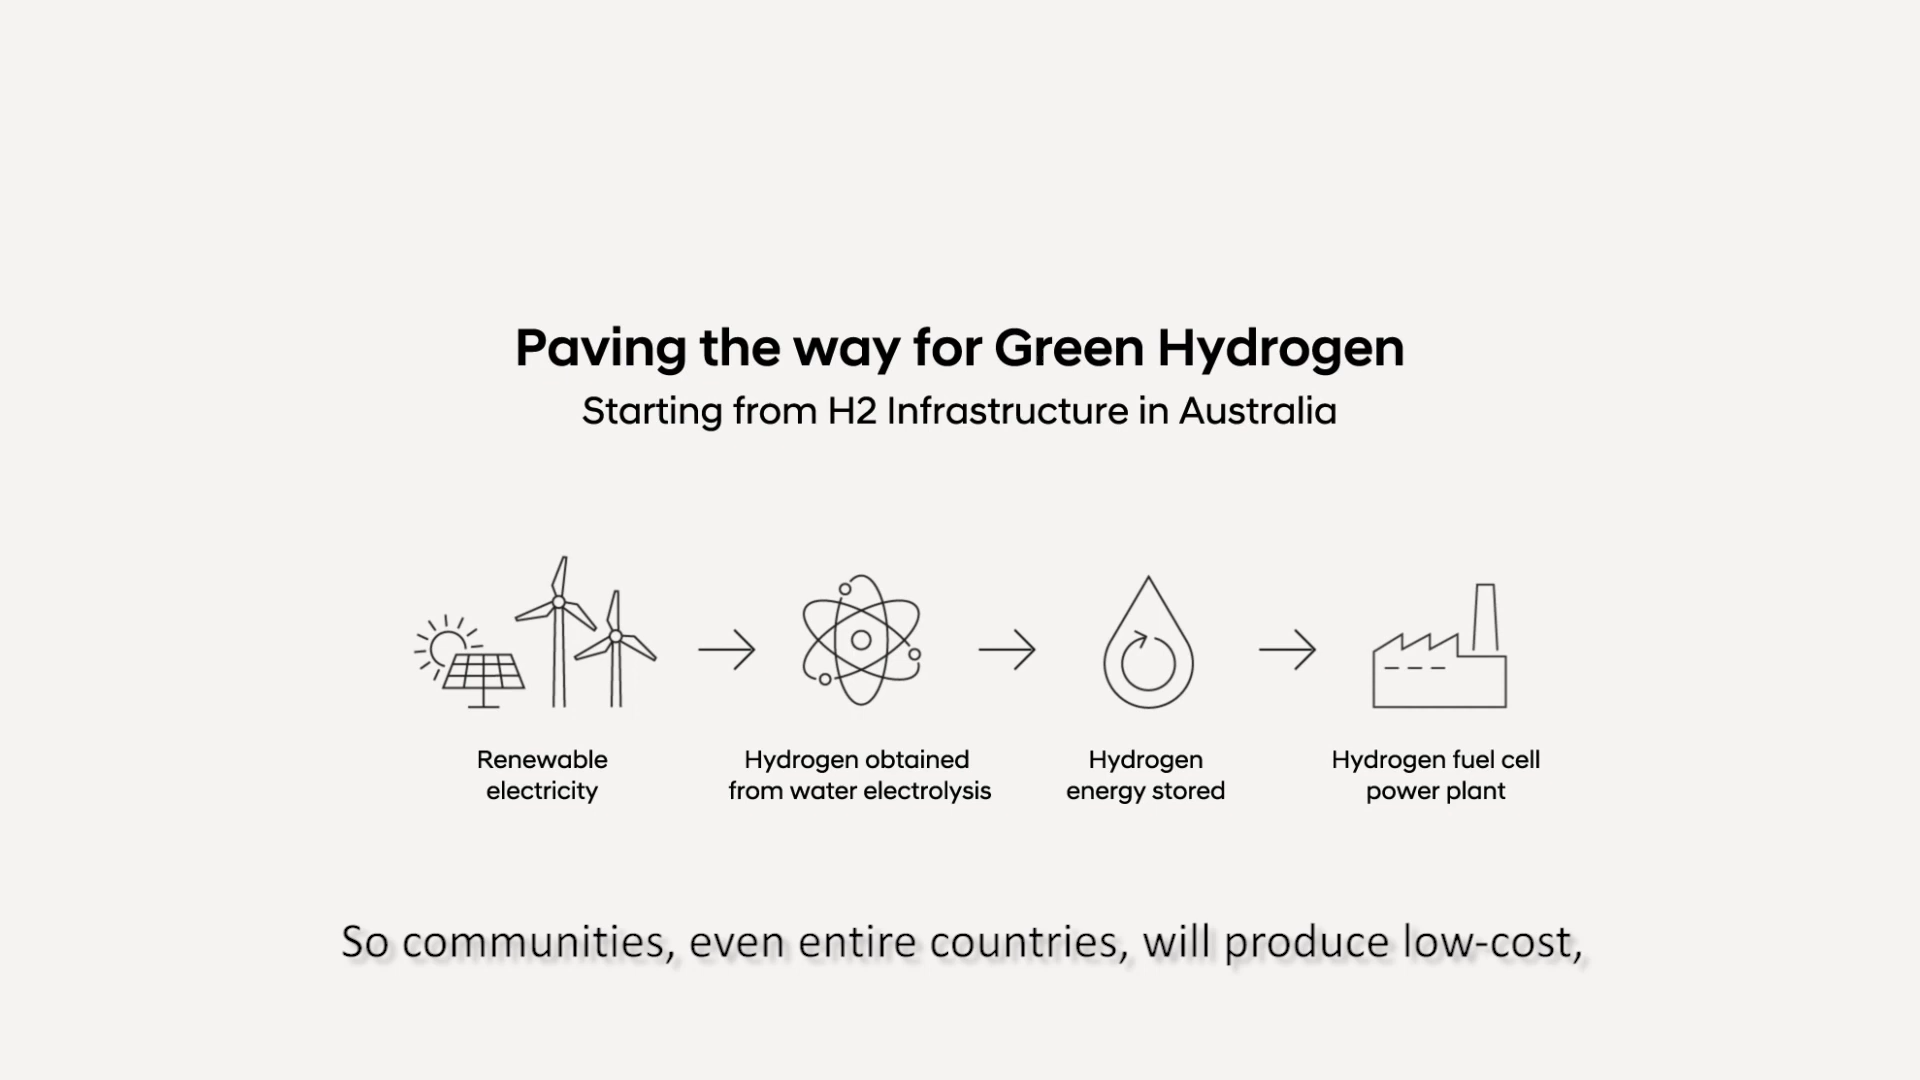 Paving the way for Green Hydrogen
Starting from H2 Infrastructure in Australia
Renewable
electricity
Hydrogen obtained
from water electrolysis
Hydrogen
energy stored
Hydrogen fuel cell
power plant
So communities, even entire countries, will produce low-cost,